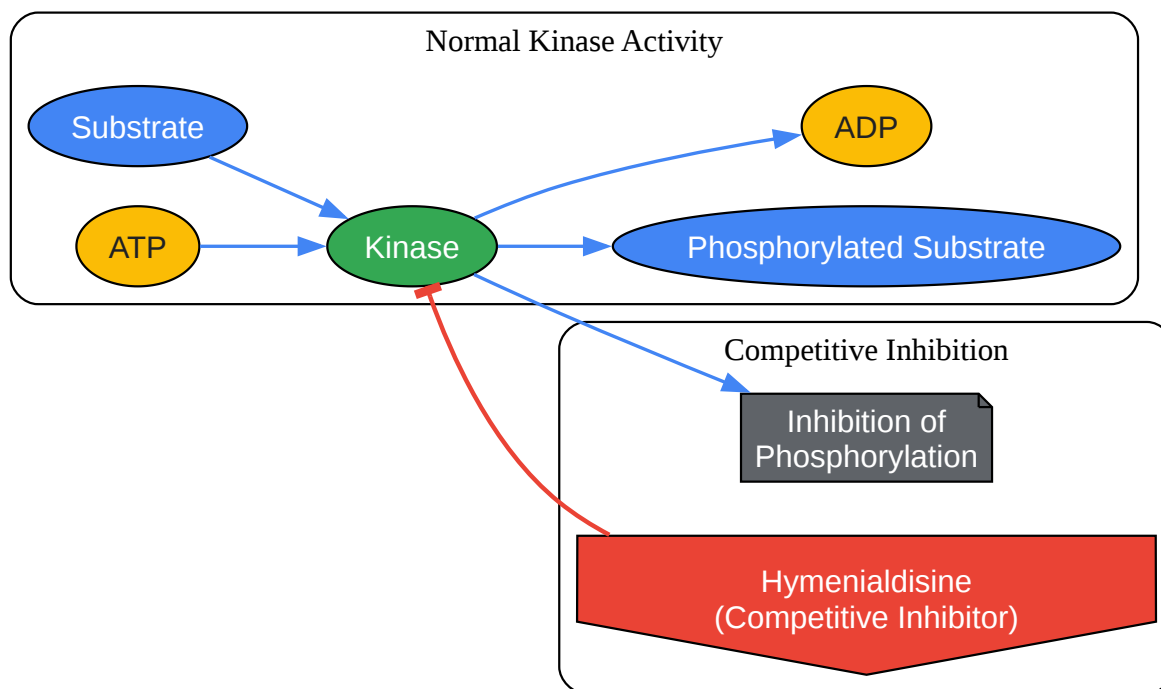 Normal Kinase Activity
Substrate
ADP
ATP
Kinase
Phosphorylated Substrate
Competitive Inhibition
Inhibition of
Phosphorylation
Hymenialdisine
(Competitive Inhibitor)